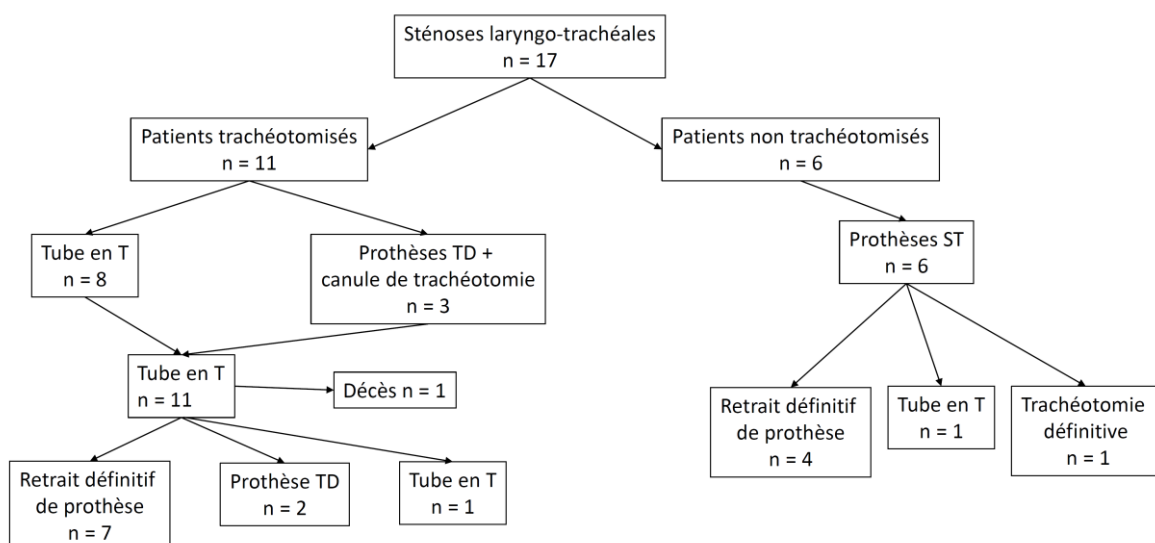 Sténoses laryngo-trachéales
n = 17
Patients trachéotomisés
n = 11
Patients non trachéotomisés
n = 6
Tube en T
n = 8
Prothèses TD +
canule de trachéotomie
n = 3
Prothèses ST
n = 6
Tube en T
n = 11
Décès n = 1
Retrait définitif
de prothèse
n = 7
Prothèse TD
n = 2
Tube en T
n = 1
Retrait définitif
de prothèse
n = 4
Tube en T
n = 1
Trachéotomie
définitive
n = 1